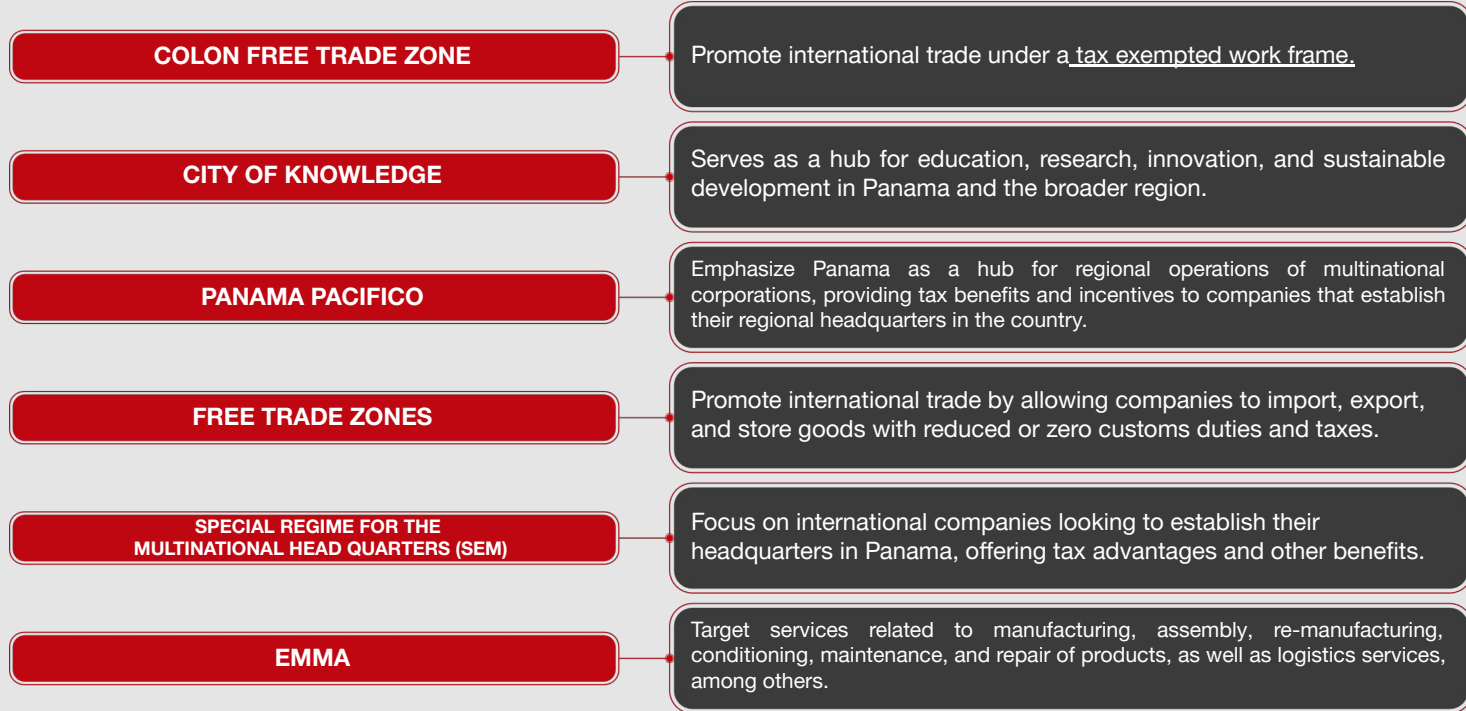 COLON FREE TRADE ZONE
Promote international trade under a tax exempted work frame.
CITY OF KNOWLEDGE
Serves as a hub for education, research, innovation, and sustainable
development in Panama and the broader region.
PANAMA PACIFICO
Emphasize Panama as a hub for regional operations of multinational
corporations, providing tax benefits and incentives to companies that establish
their regional headquarters in the country.
FREE TRADE ZONES
Promote international trade by allowing companies to import, export,
and store goods with reduced or zero customs duties and taxes.
SPECIAL REGIME FOR THE
MULTINATIONAL HEAD QUARTERS (SEM)
Focus on international companies looking to establish their
headquarters in Panama, offering tax advantages and other benefits.
EMMA
Target services related to manufacturing, assembly, re-manufacturing,
conditioning, maintenance, and repair of products, as well as logistics services,
among others.